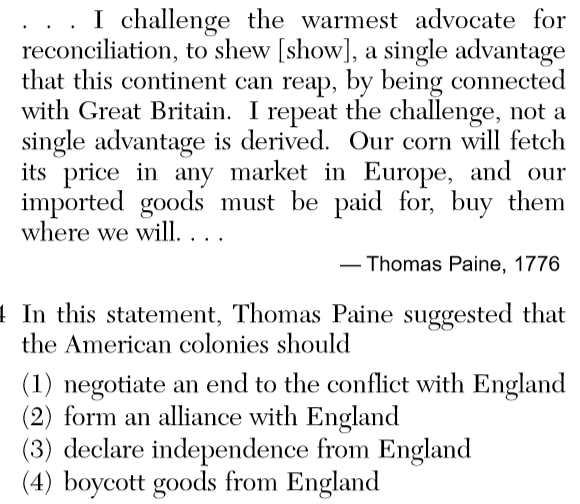 . . . I challenge the warmest advocate for
reconciliation, to shew [show], a single advantage
that this continent can reap, by being connected
with Great Britain. I repeat the challenge, not a
single advantage is derived. Our corn will fetch
its price in any market in Europe, and our
imported goods must be paid for, buy them
where we will. . . .
— Thomas Paine, 1776
4 In this statement, Thomas Paine suggested that
the American colonies should
(1) negotiate an end to the conflict with England
(2) form an alliance with England
(3) declare independence from England
(4) boycott goods from England